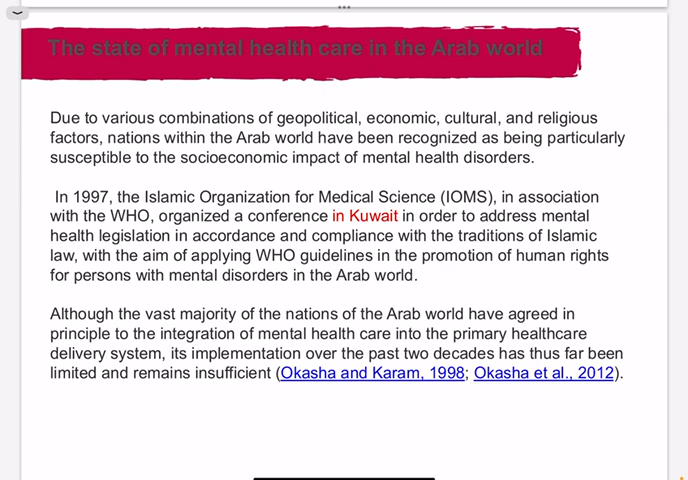 The state of mental health care in the Arab world
Due to various combinations of geopolitical, economic, cultural, and religious
factors, nations within the Arab world have been recognized as being particularly
susceptible to the socioeconomic impact of mental health disorders.
In 1997, the Islamic Organization for Medical Science (IOMS), in association
with the WHO, organized a conference in Kuwait in order to address mental
health legislation in accordance and compliance with the traditions of Islamic
law, with the aim of applying WHO guidelines in the promotion of human rights
for persons with mental disorders in the Arab world.
Although the vast majority of the nations of the Arab world have agreed in
principle to the integration of mental health care into the primary healthcare
delivery system, its implementation over the past two decades has thus far been
limited and remains insufficient (Okasha and Karam, 1998; Okasha et al., 2012).